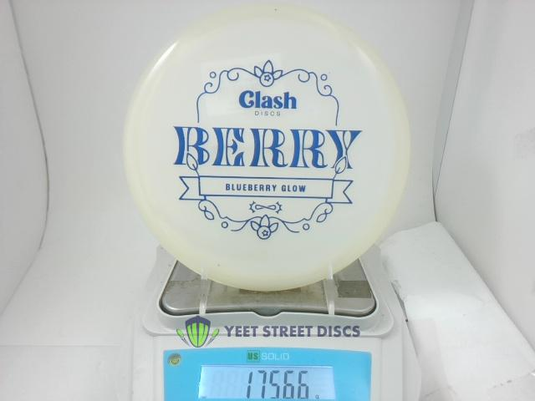 Clash
DISCS
BERRY
BLUEBERRY GLOW
YEET STREET DISCS
US SOLID
175.66